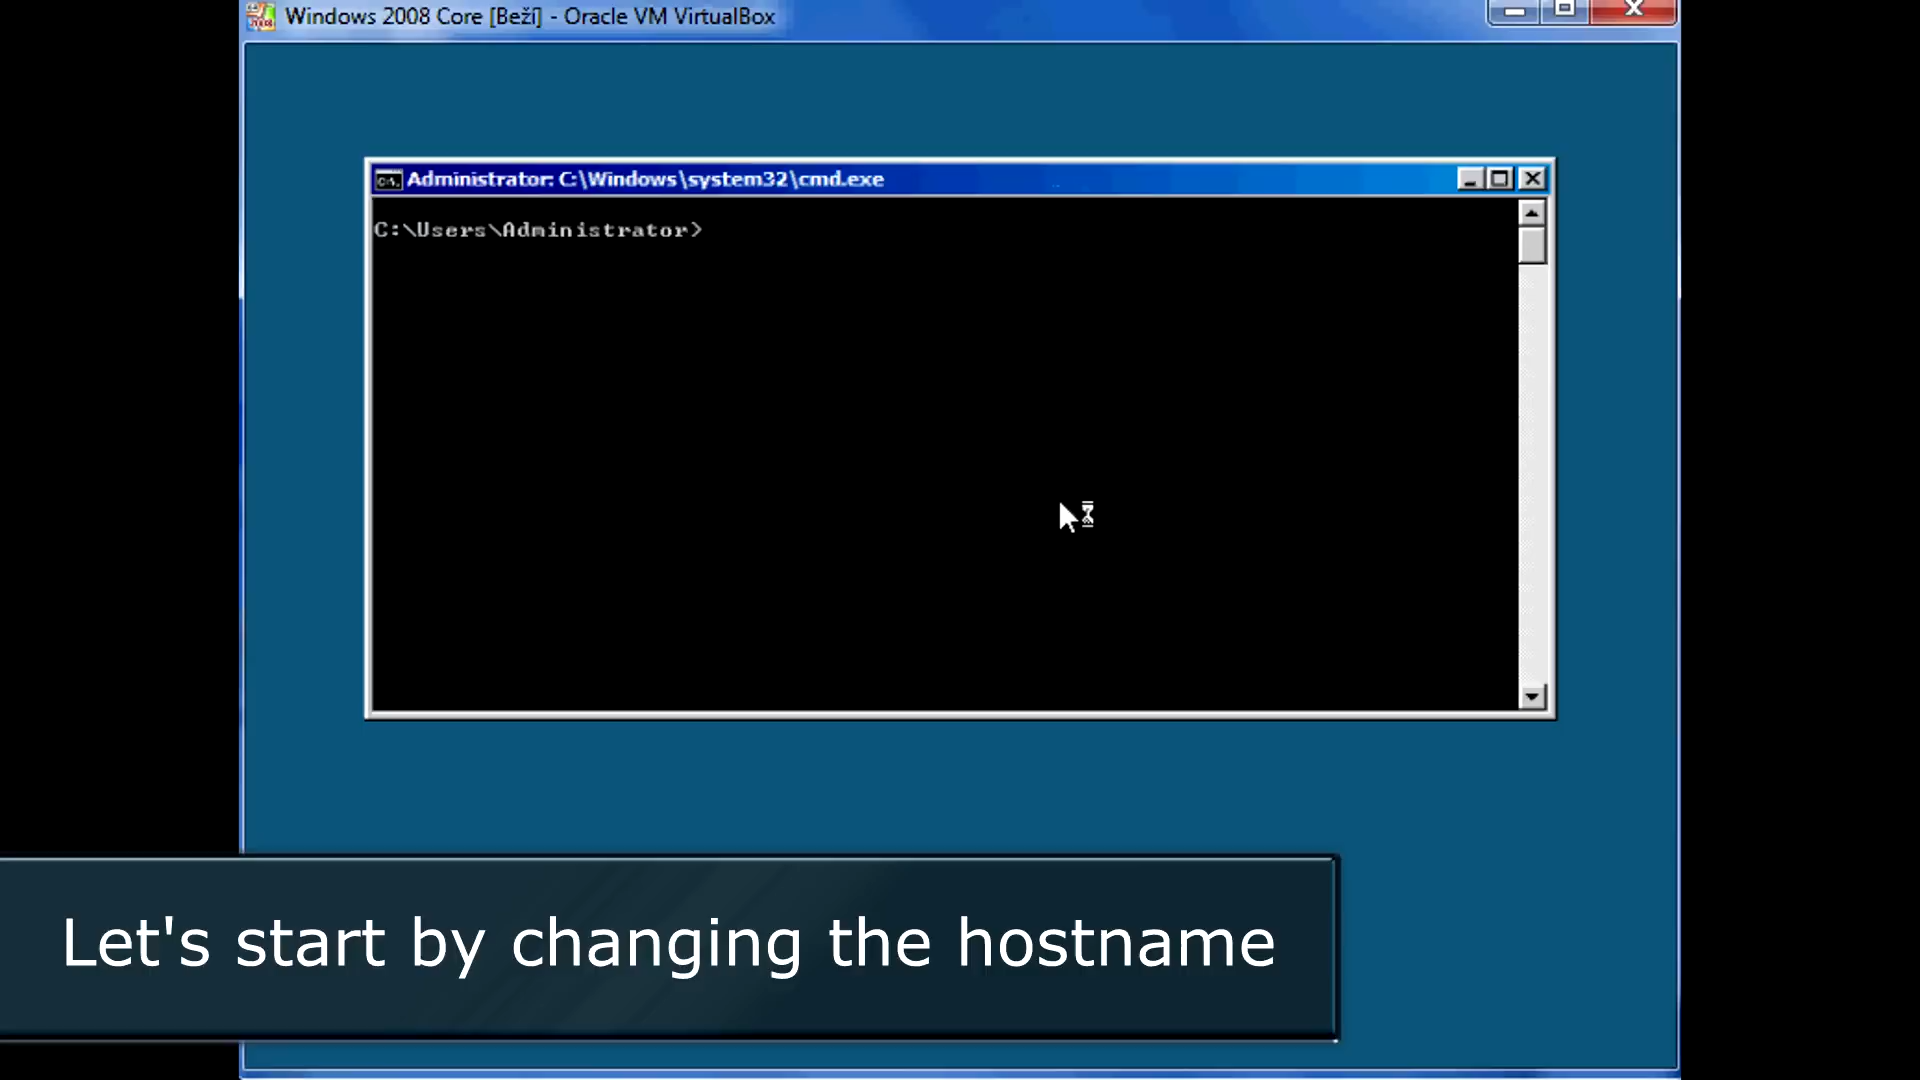 Windows 2008 Core [Beží] - Oracle VM VirtualBox
Administrator: C:\Windows\system32\cmd.exe
C:\Users\Administrator>
Let's start by changing the hostname